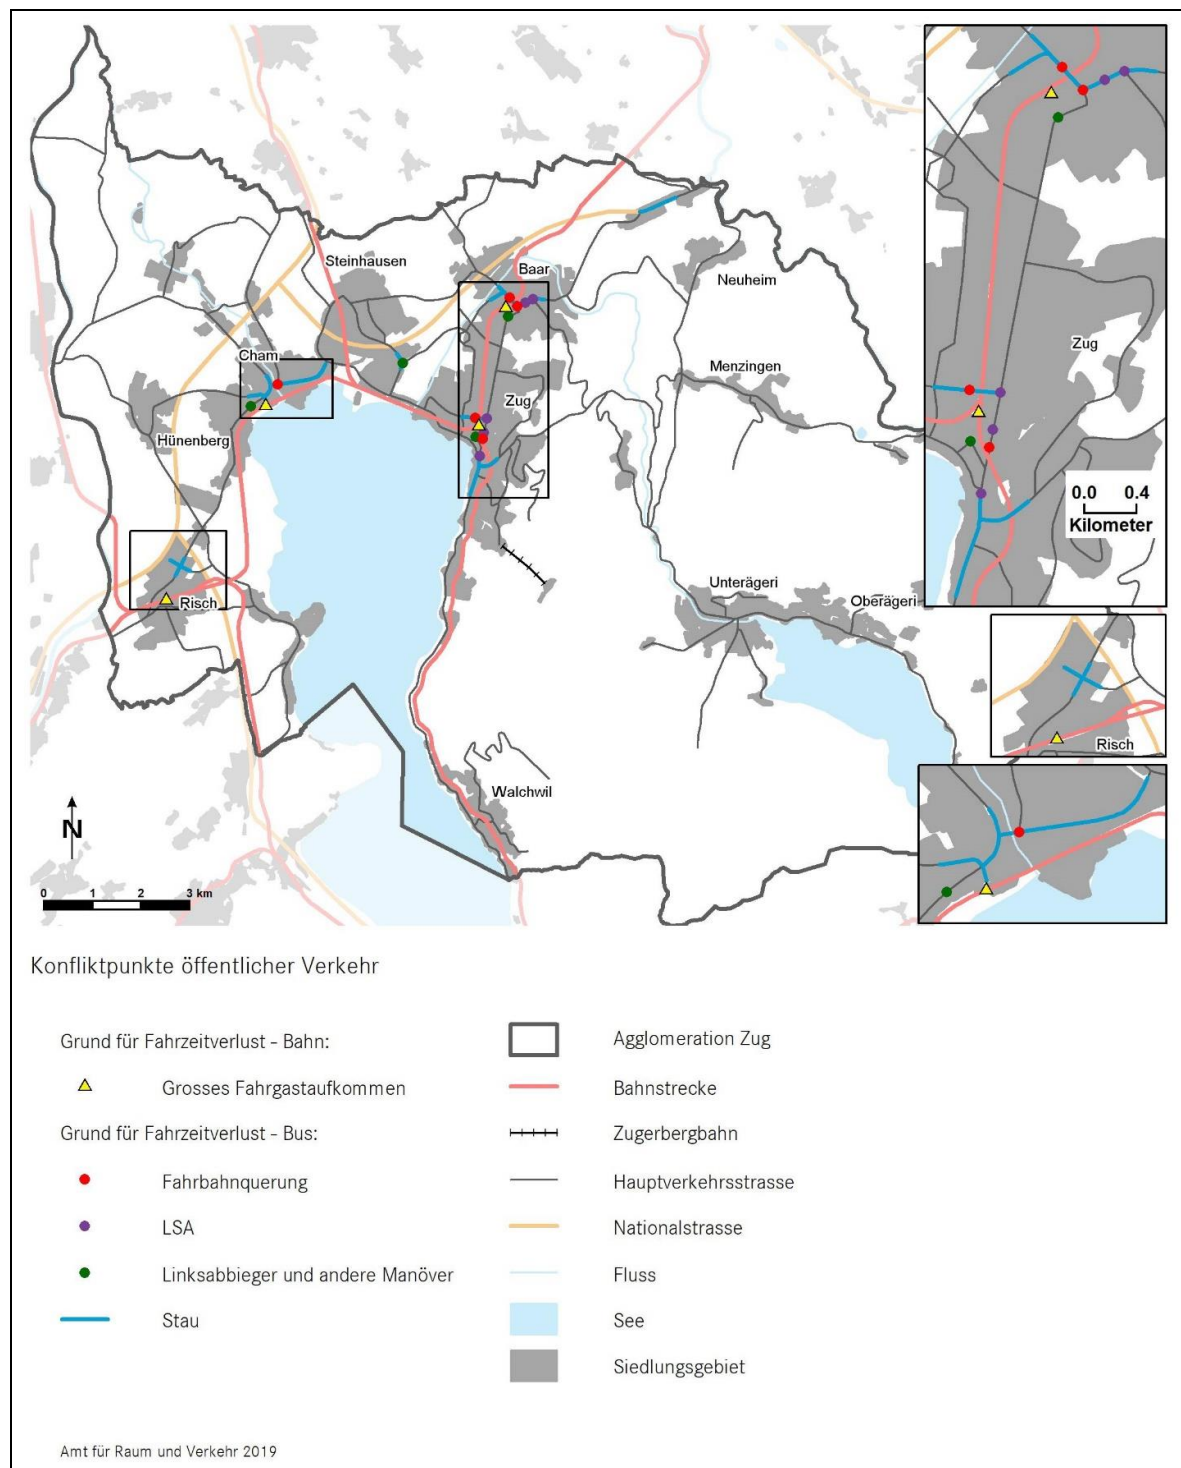 Steinhausen
Baar
Neuheim
Cham
Menzingen
Zug
Hünenberg
Zug
0.0 0.4
Kilometer
Unterägeri
Oberägeri
Risch
Risch
Walchwil
N
0 1 2 3 km
Konfliktpunkte öffentlicher Verkehr
Grund für Fahrzeitverlust - Bahn:
Grosses Fahrgastaufkommen
Grund für Fahrzeitverlust - Bus:
Fahrbahnquerung
LSA
Linksabbieger und andere Manöver
Stau
Agglomeration Zug
Bahnstrecke
Zugerbergbahn
Hauptverkehrsstrasse
Nationalstrasse
Fluss
See
Siedlungsgebiet
Amt für Raum und Verkehr 2019